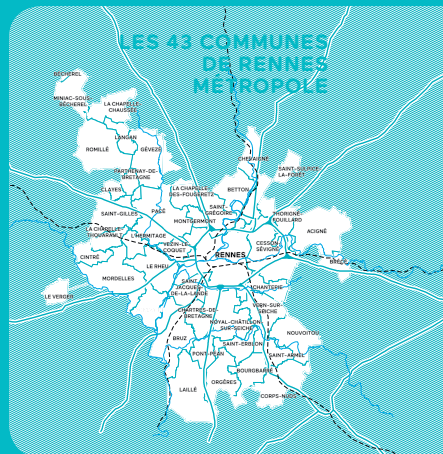 LES 43 COMMUNES
DE RENNES
MÉTROPOLE
BÉCHEREL
MINIAC-SOUS-
BÉCHEREL
LA CHAPELLE-
CHAUSSÉE
LANGAN
ROMILLÉ
GÉVEZÉ
CHEVAIGNÉ
PARTHENAY-DE-
BRETAGNE
SAINT-SULPICE-
LA-FORÊT
CLAYES
LA CHAPELLE-
DES-FOUGERETZ
BETTON
SAINT-GILLES
PACÉ
SAINT-
GRÉGOIRE
MONTGERMONT
THORIGNÉ-
FOUILLARD
ACIGNÉ
LA CHAPELLE-
THOUARAULT
L'HERMITAGE
VEZIN-LE-
COQUET
CESSON-
SÉVIGNÉ
RENNES
CINTRÉ
LE RHEU
BRÉCÉ
MORDELLES
SAINT-
JACQUES-
DE-LA-LANDE
CHANTEPIE
LE VERGER
CHARTRES-DE-
BRETAGNE
VERN-SUR-
SEICHE
NOYAL-CHÂTILLON-
SUR-SEICHE
NOUVOITOU
BRUZ
SAINT-ERBLON
PONT-PÉAN
SAINT-ARMEL
BOURGBARRÉ
LAILLÉ
ORGÈRES
CORPS-NUDS